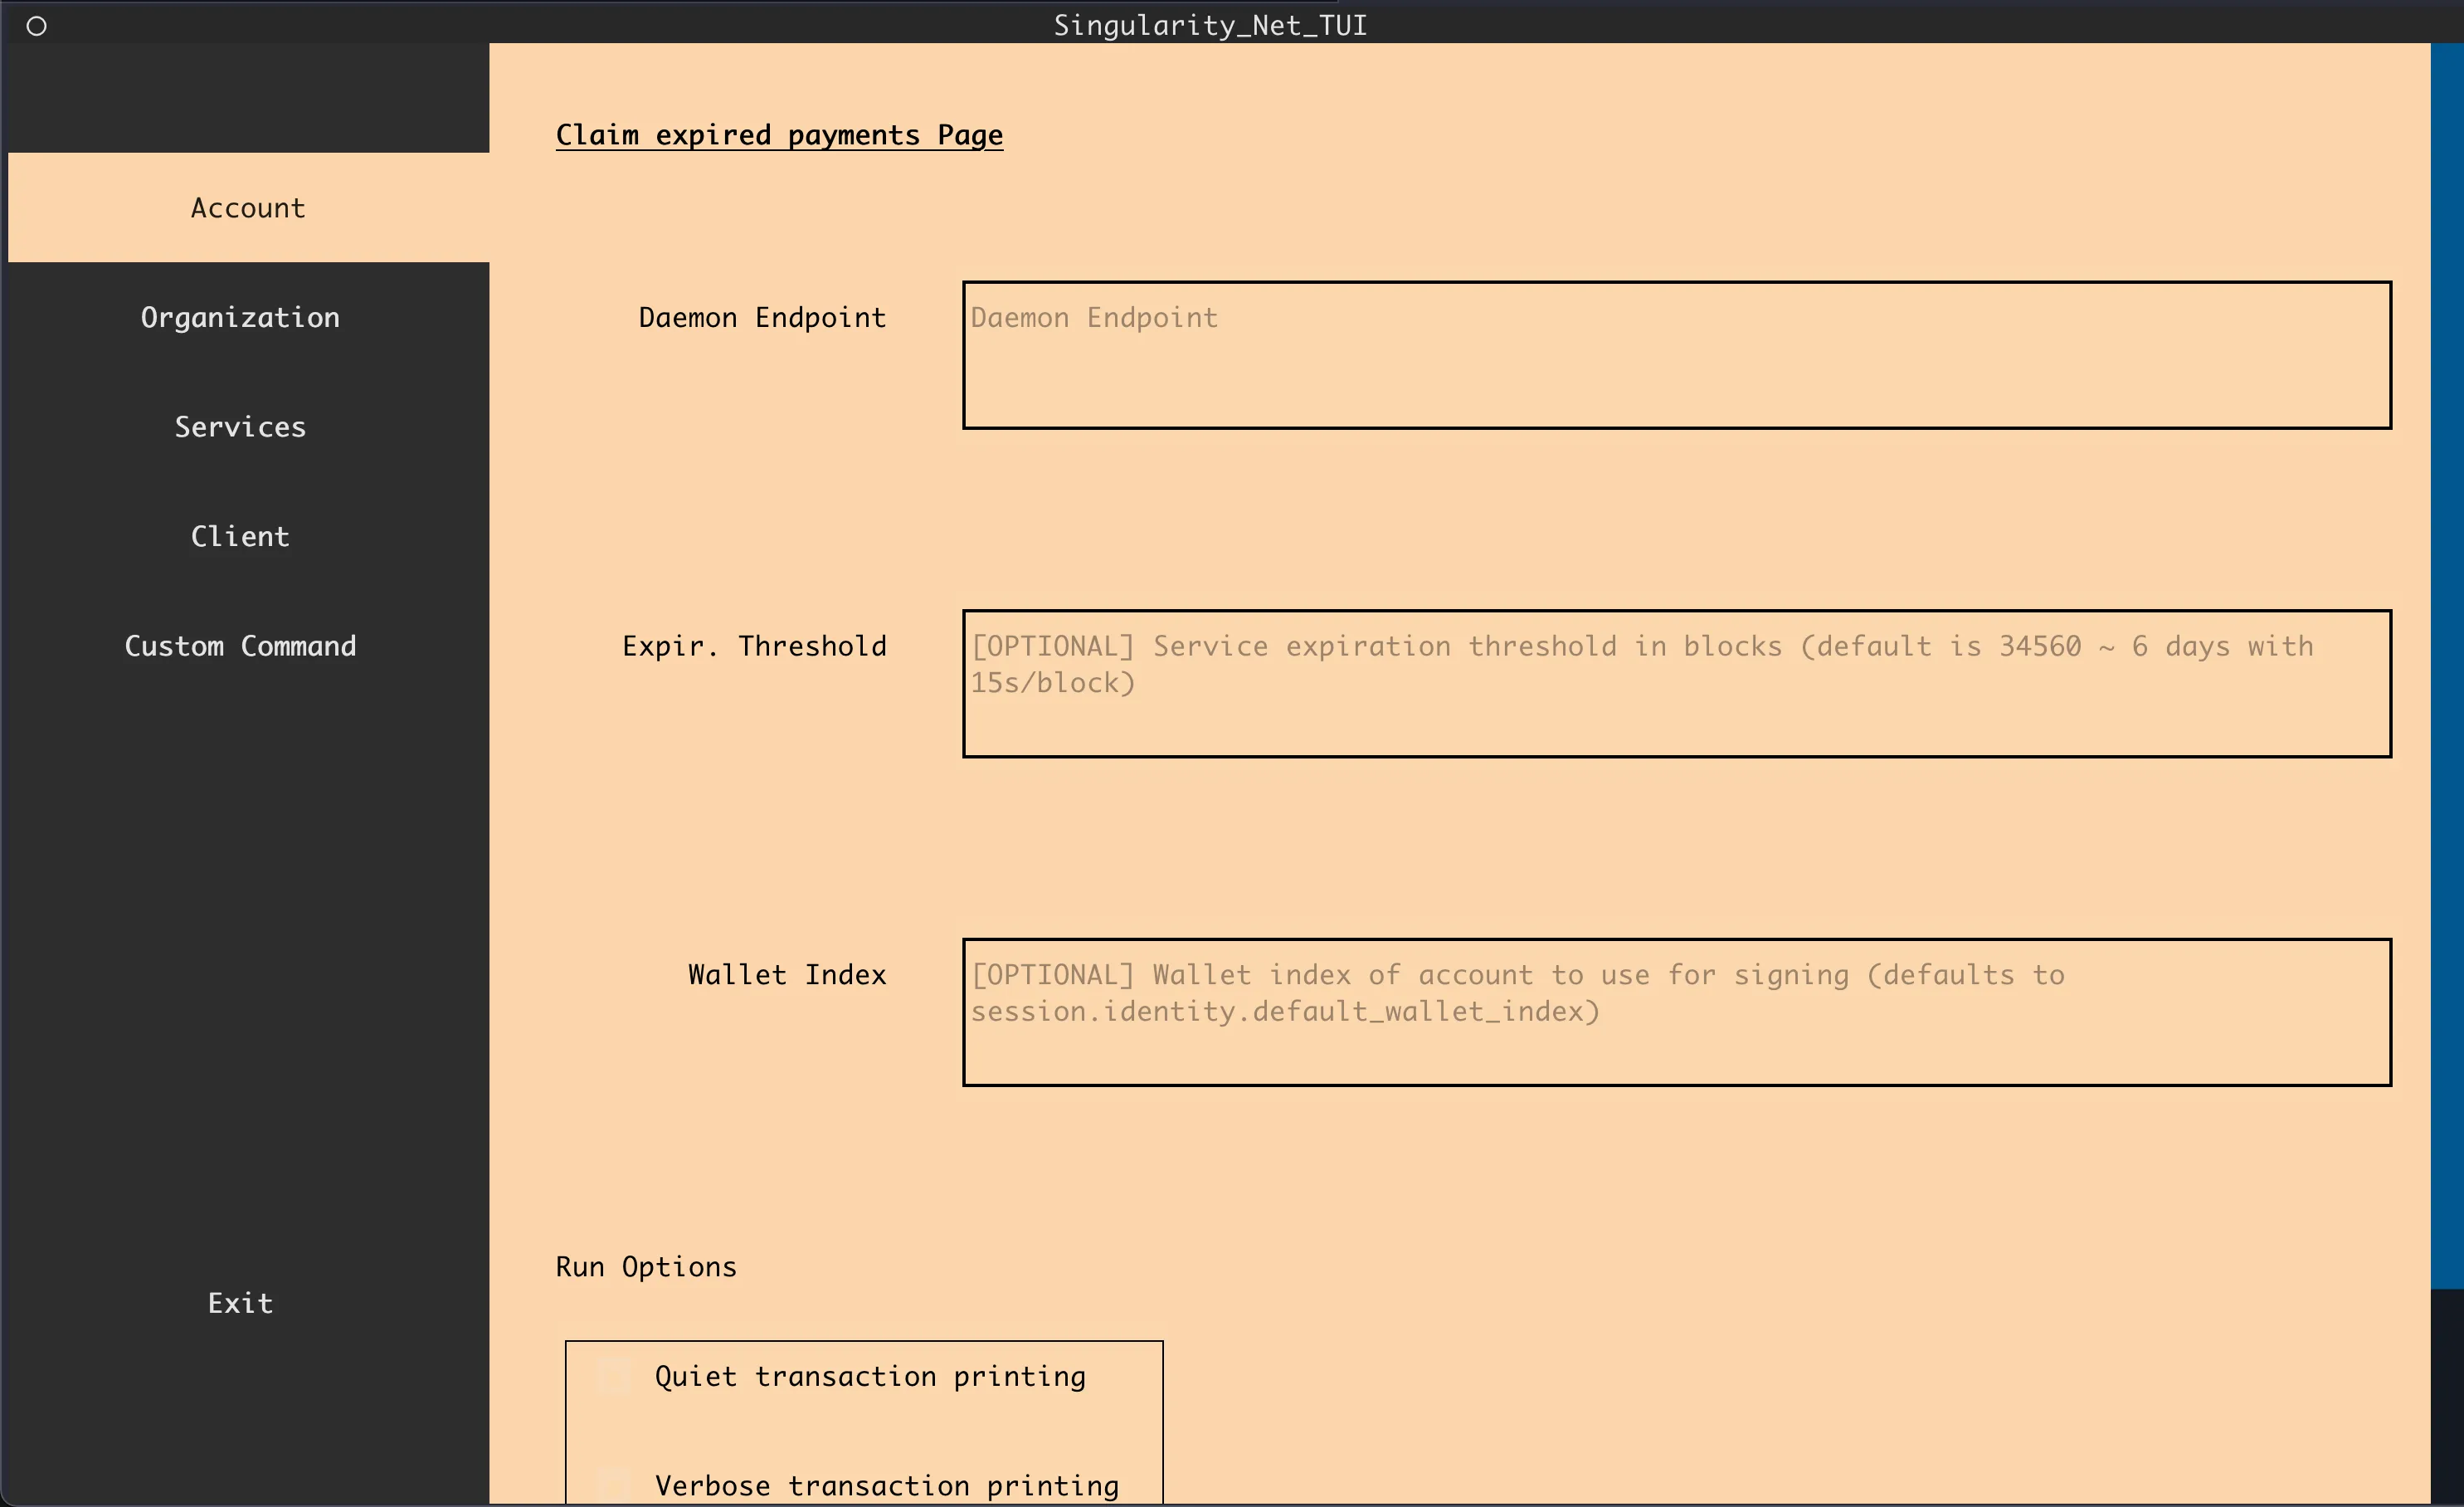 Singularity_Net_TUI
Account
Organization
Services
Client
Custom Command
Exit
Claim expired payments Page
Daemon Endpoint
Daemon Endpoint
Expir. Threshold
[OPTIONAL] Service expiration threshold in blocks (default is 34560 ~ 6 days with
15s/block)
Wallet Index
[OPTIONAL] Wallet index of account to use for signing (defaults to
session.identity.default_wallet_index)
Run Options
Quiet transaction printing
Verbose transaction printing